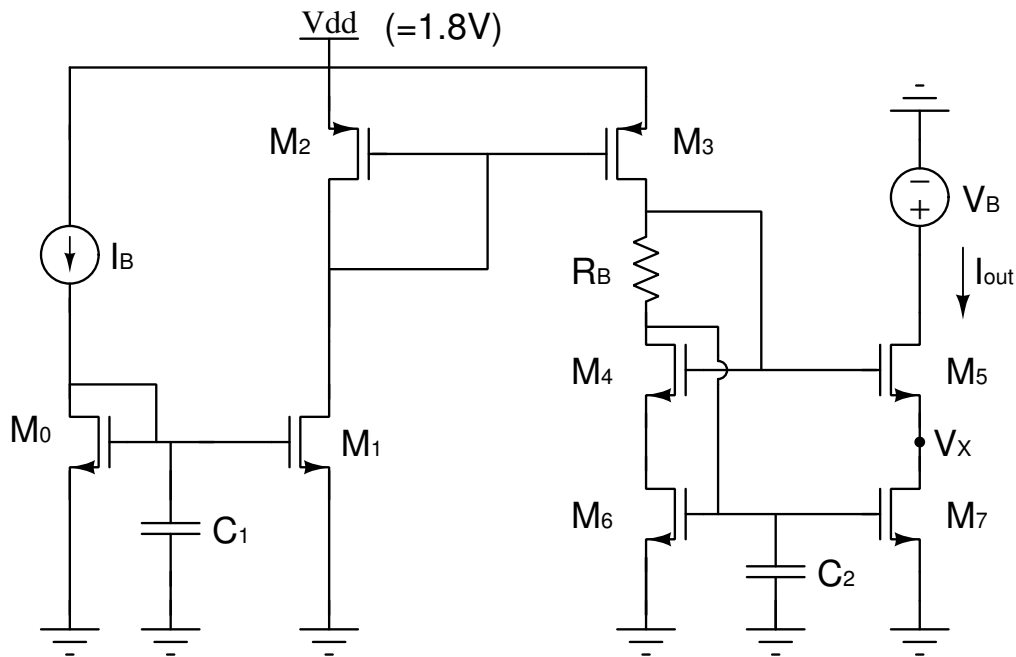 Vdd (=1.8V)
M2
M3
− + VB
IB
RB
Iout
M4
M5
M0
M1
VX
M6
M7
C1
C2